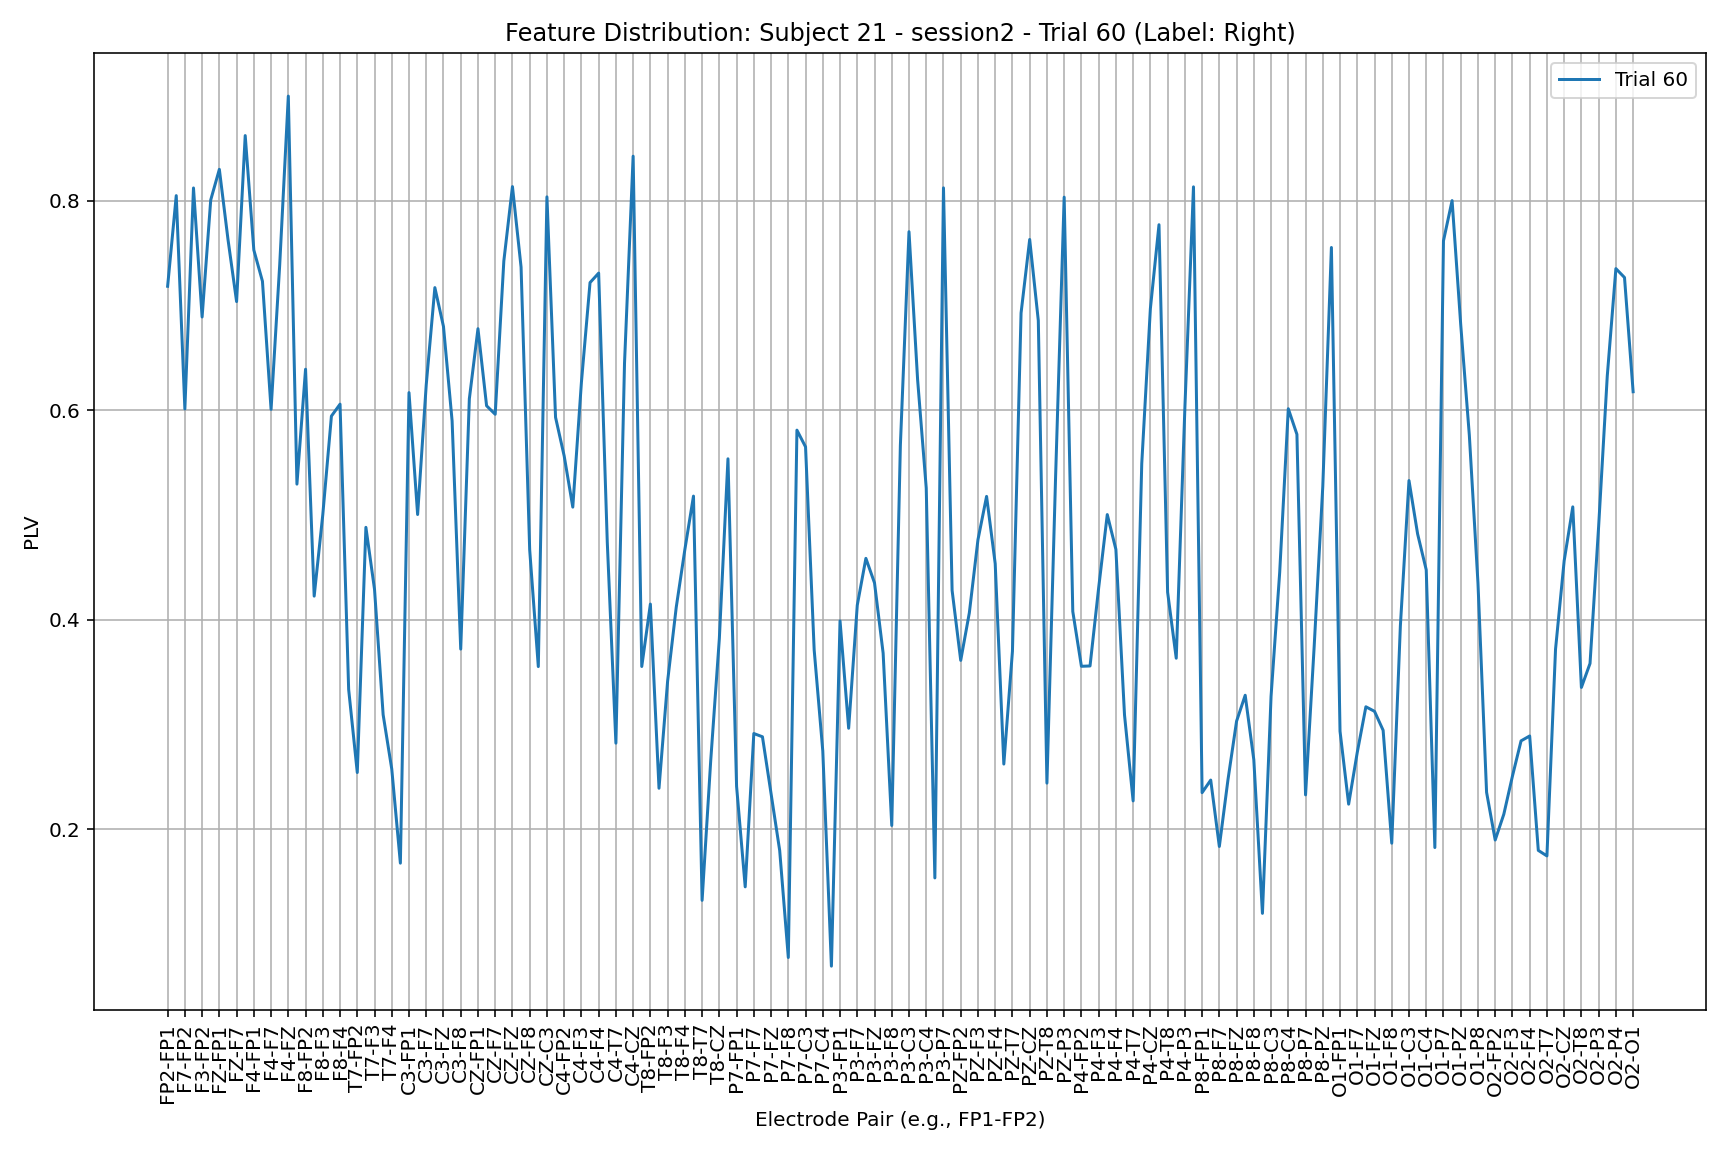 Feature Distribution: Subject 21 - session2 - Trial 60 (Label: Right)
Trial 60
0.8
0.6
0.4
0.2
PLV
FP2-FP1
F7-FP2
F3-FP2
FZ-FP1
FZ-F7
F4-FP1
F4-F7
F4-FZ
F8-FP2
F8-F3
F8-F4
T7-FP2
T7-F3
T7-F4
C3-FP1
C3-F7
C3-FZ
C3-F8
CZ-FP1
CZ-F7
CZ-FZ
CZ-F8
CZ-C3
C4-FP2
C4-F3
C4-F4
C4-T7
C4-CZ
T8-FP2
T8-F3
T8-F4
T8-T7
T8-CZ
P7-FP1
P7-F7
P7-FZ
P7-F8
P7-C3
P7-C4
P3-FP1
P3-F7
P3-FZ
P3-F8
P3-C3
P3-C4
P3-P7
PZ-FP2
PZ-F3
PZ-F4
PZ-T7
PZ-CZ
PZ-T8
PZ-P3
P4-FP2
P4-F3
P4-F4
P4-T7
P4-CZ
P4-T8
P4-P3
P8-FP1
P8-F7
P8-FZ
P8-F8
P8-C3
P8-C4
P8-P7
P8-PZ
O1-FP1
O1-F7
O1-FZ
O1-F8
O1-C3
O1-C4
O1-P7
O1-PZ
O1-P8
O2-FP2
O2-F3
O2-F4
O2-T7
O2-CZ
O2-T8
O2-P3
O2-P4
O2-O1
Electrode Pair (e.g., FP1-FP2)